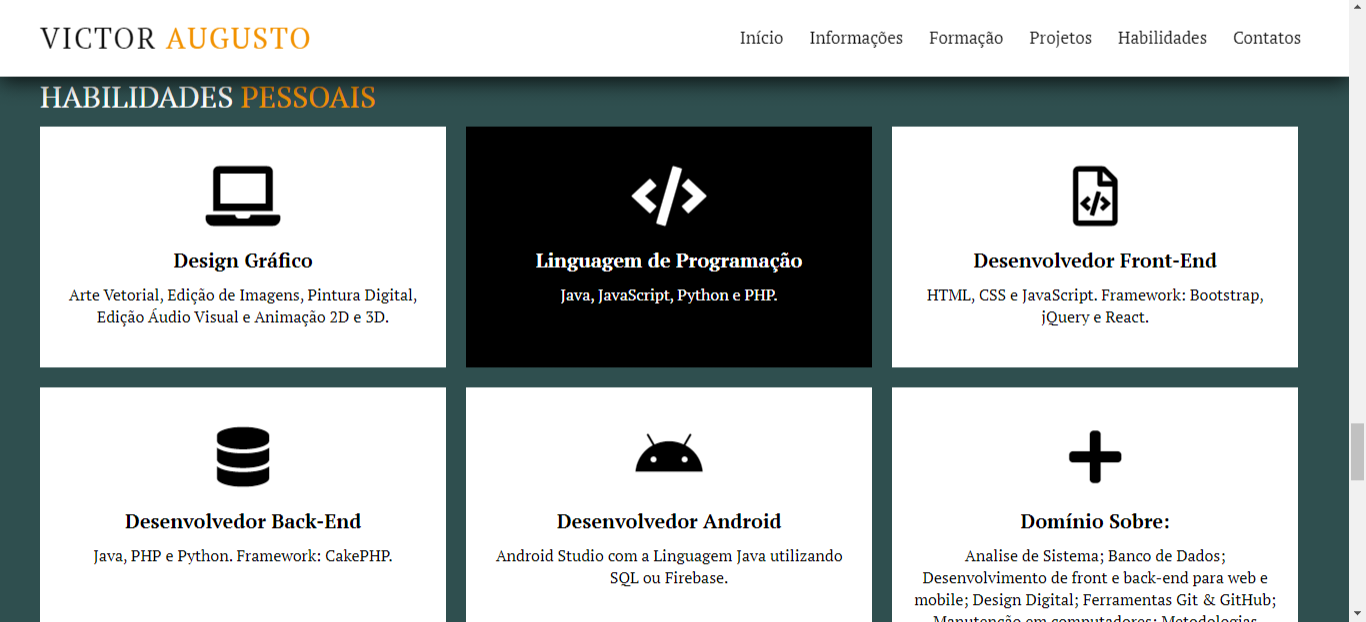 VICTOR AUGUSTO
Início Informações Formação Projetos Habilidades Contatos
HABILIDADES PESSOAIS
Design Gráfico
Arte Vetorial, Edição de Imagens, Pintura Digital,
Edição Áudio Visual e Animação 2D e 3D.
Linguagem de Programação
Java, JavaScript, Python e PHP.
Desenvolvedor Front-End
HTML, CSS e JavaScript. Framework: Bootstrap,
jQuery e React.
Desenvolvedor Back-End
Java, PHP e Python. Framework: CakePHP.
Desenvolvedor Android
Android Studio com a Linguagem Java utilizando
SQL ou Firebase.
Domínio Sobre:
Analise de Sistema; Banco de Dados;
Desenvolvimento de front e back-end para web e
mobile; Design Digital; Ferramentas Git & GitHub;
Manutenção em computadores; Metodologias